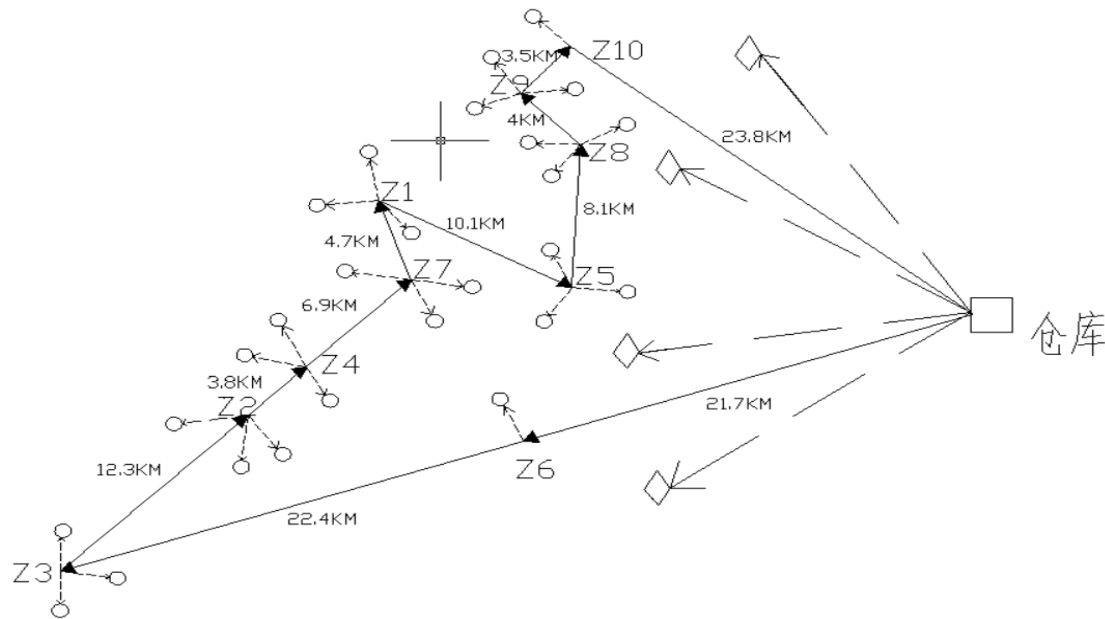 3.5KM
Z10
Z9
4KM
23.8KM
Z8
Z1
10.1KM
8.1KM
4.7KM
Z7
Z5
6.9KM
仓库
Z4
3.8KM
Z2
21.7KM
12.3KM
Z6
22.4KM
Z3